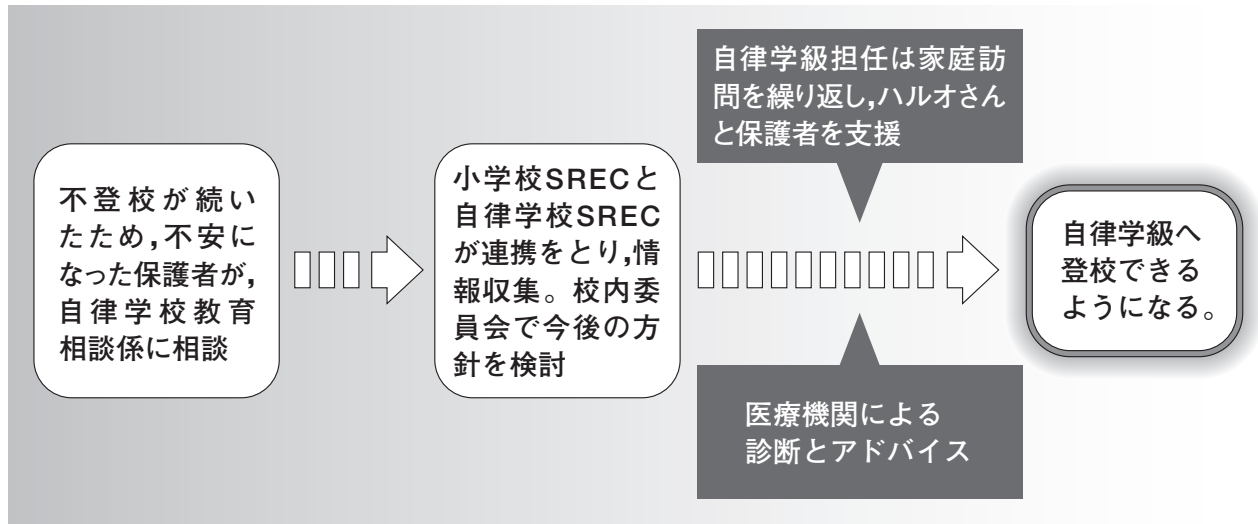 不登校が続い
たため,不安に
なった保護者が,
自律学校教育
相談係に相談
小学校SRECと
自律学校SREC
が連携をとり,情
報収集。校内委
員会で今後の方
針を検討
自律学級担任は家庭訪
問を繰り返し,ハルオさん
と保護者を支援
医療機関による
診断とアドバイス
自律学級へ
登校できる
ようになる。